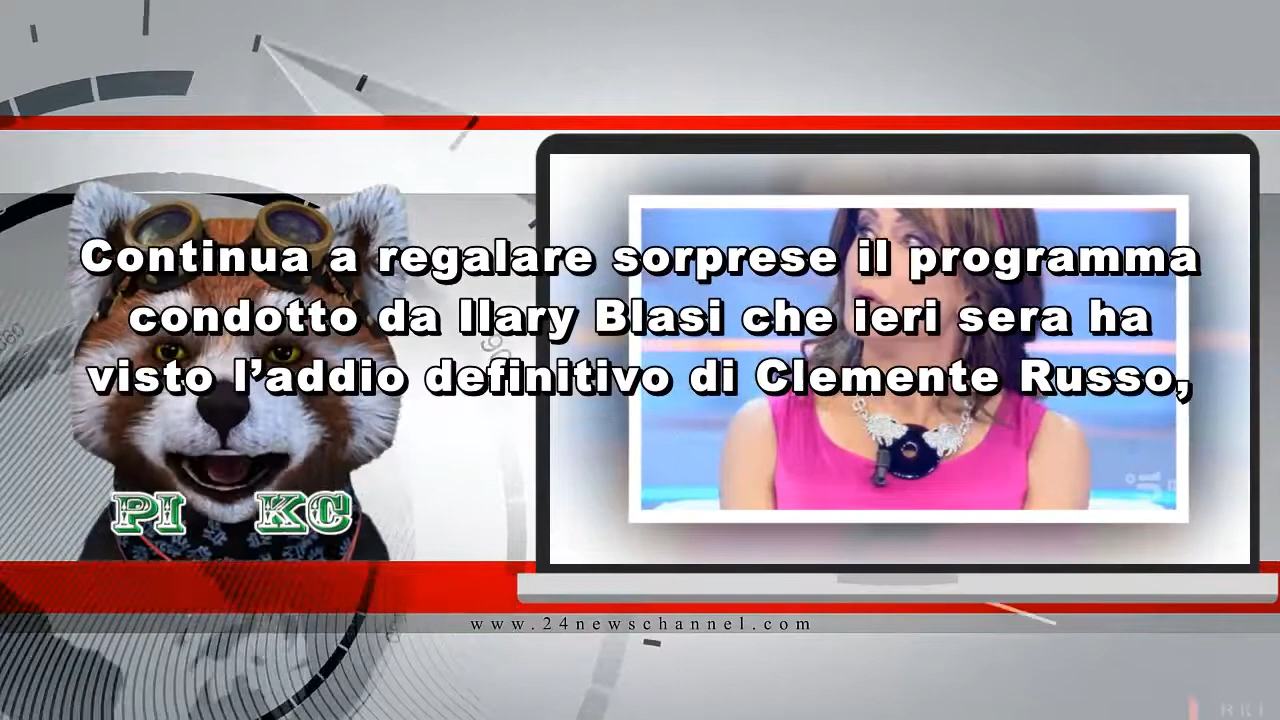 Continua a regalare sorprese il programma
condotto da Ilary Blasi che ieri sera ha
visto l’addio definitivo di Clemente Russo,
PI KC
www.24newschannel.com